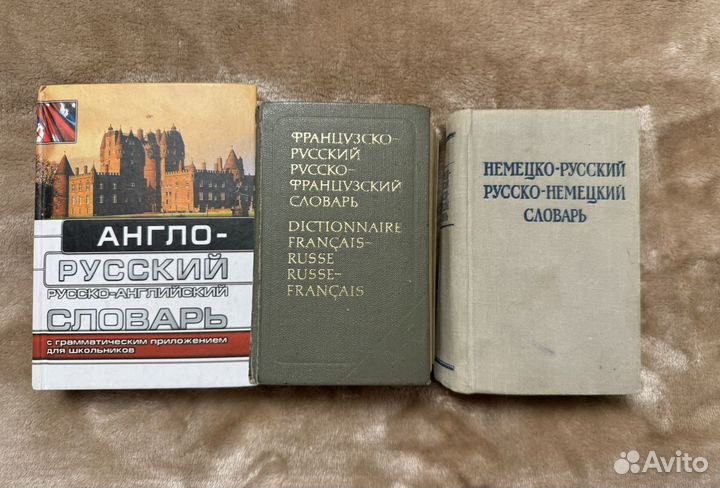 АНГЛО-
РУССКИЙ
РУССКО-АНГЛИЙСКИЙ
СЛОВАРЬ
с грамматическим приложением
для школьников
ФРАНЦУЗСКО-
РУССКИЙ
РУССКО-
ФРАНЦУЗСКИЙ
СЛОВАРЬ
DICTIONNAIRE
FRANÇAIS-
RUSSE
RUSSE-
FRANÇAIS
НЕМЕЦКО-РУССКИЙ
РУССКО-НЕМЕЦКИЙ
СЛОВАРЬ
Avito